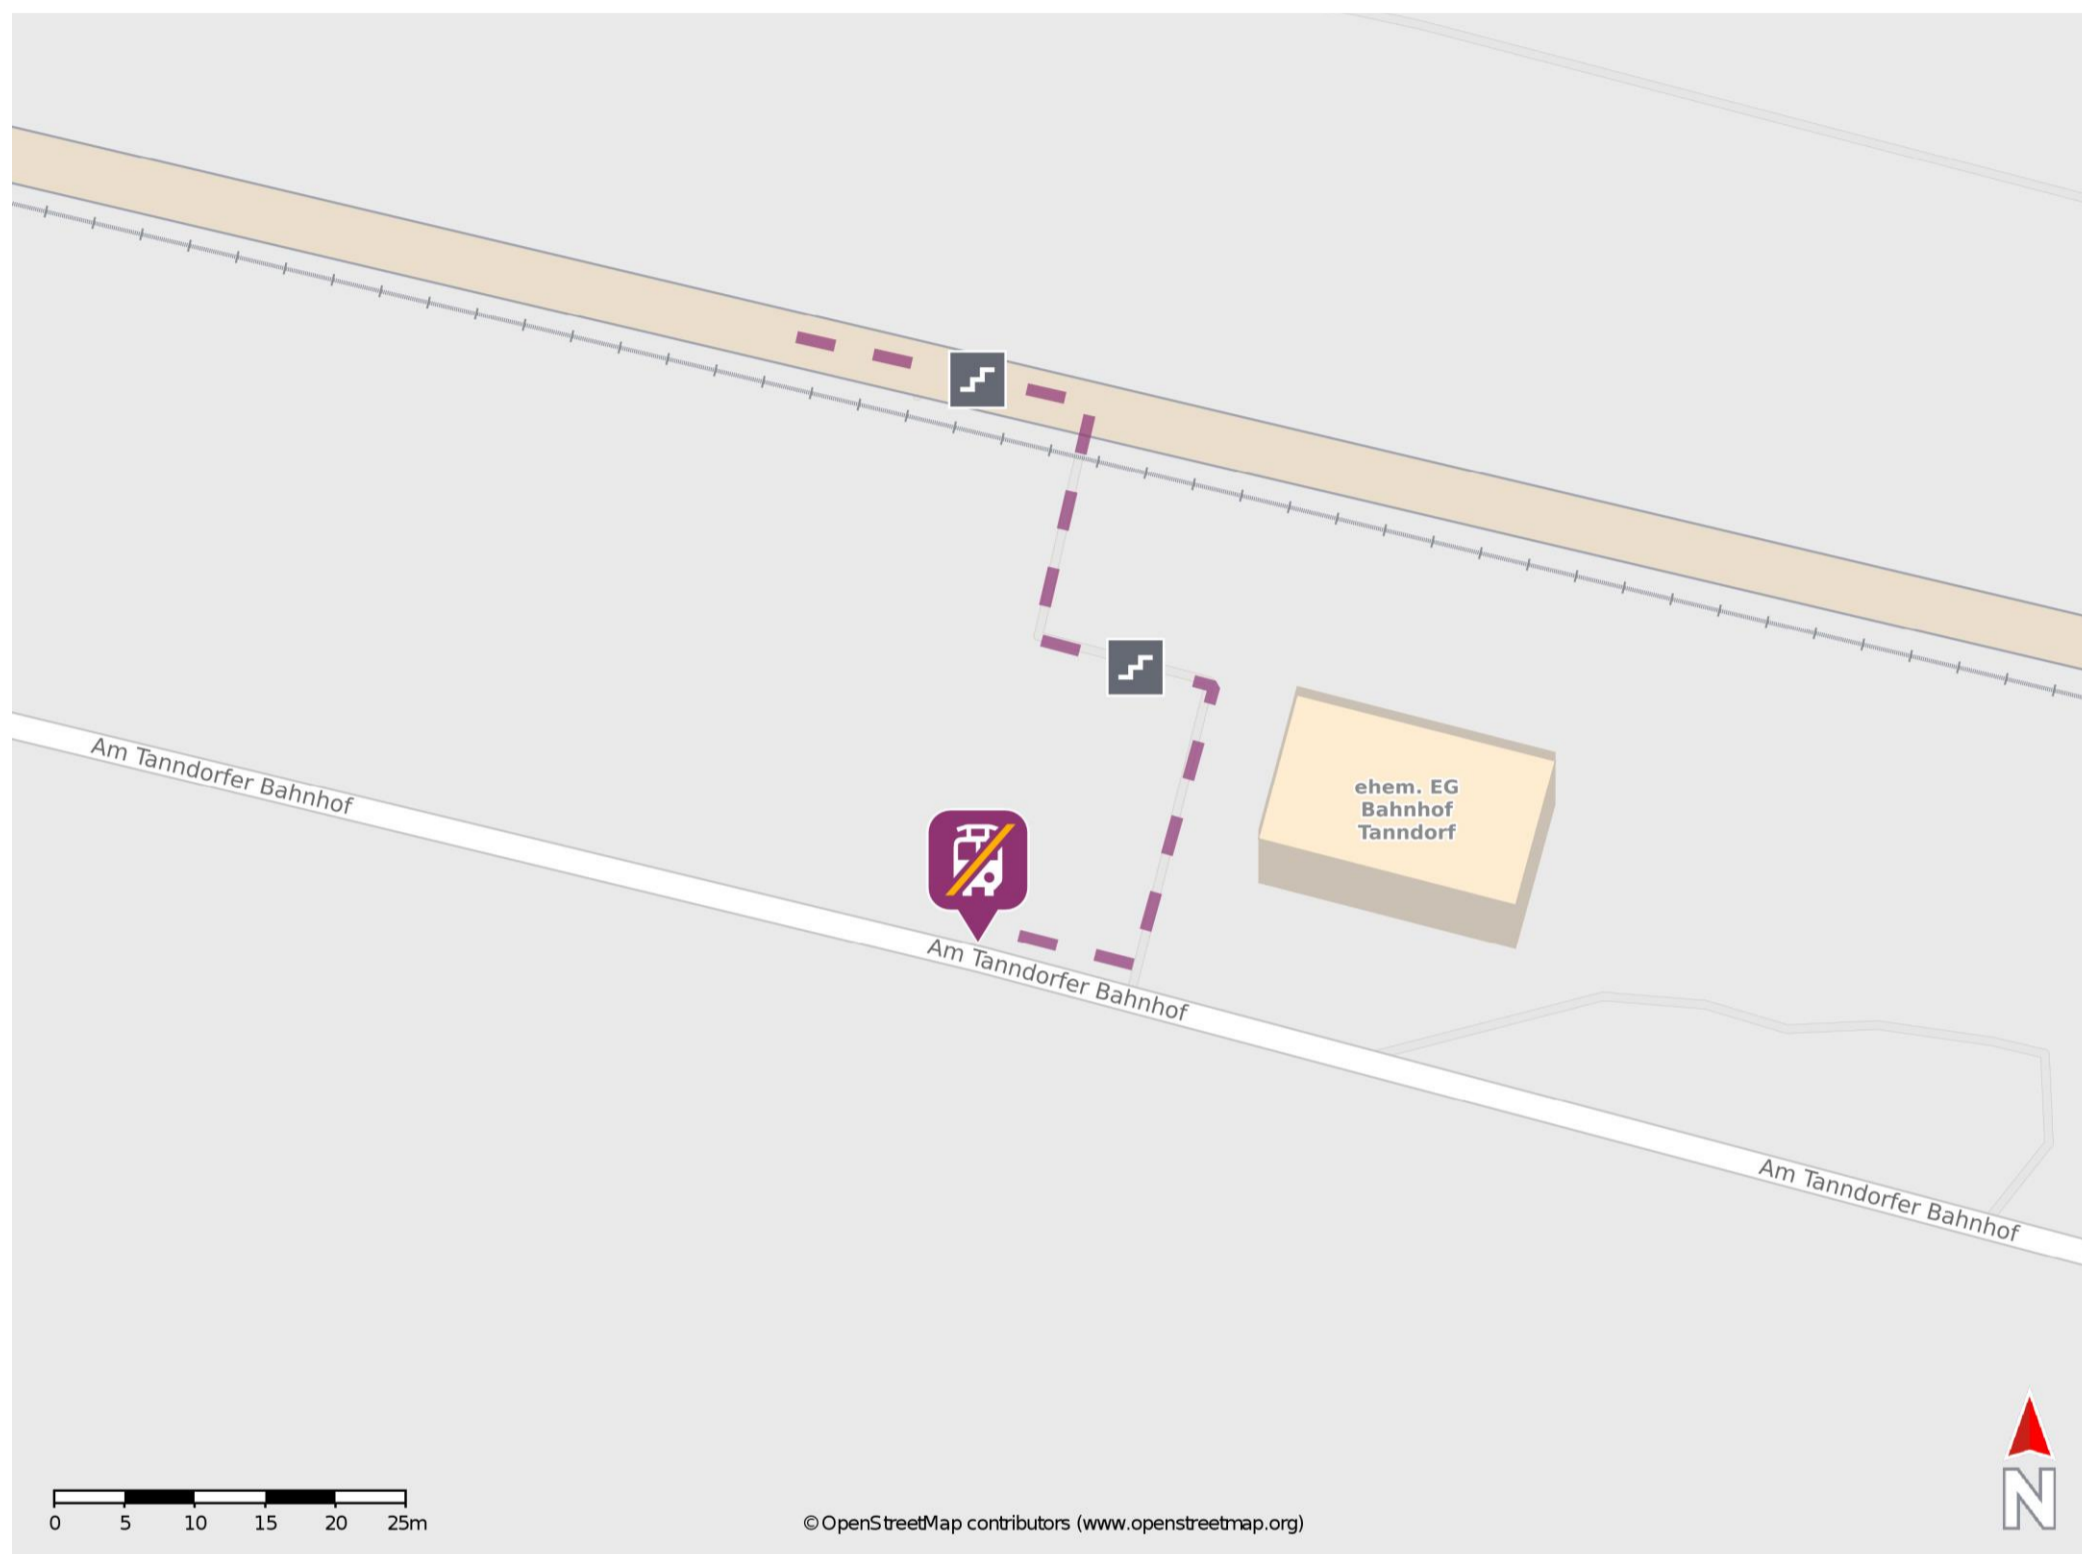 Am Tanndorfer Bahnhof
ehem. EG
Bahnhof
Tanndorf
Am Tanndorfer Bahnhof
Am Tanndorfer Bahnhof
N
0 5 10 15 20 25m
©OpenStreetMap contributors (www.openstreetmap.org)